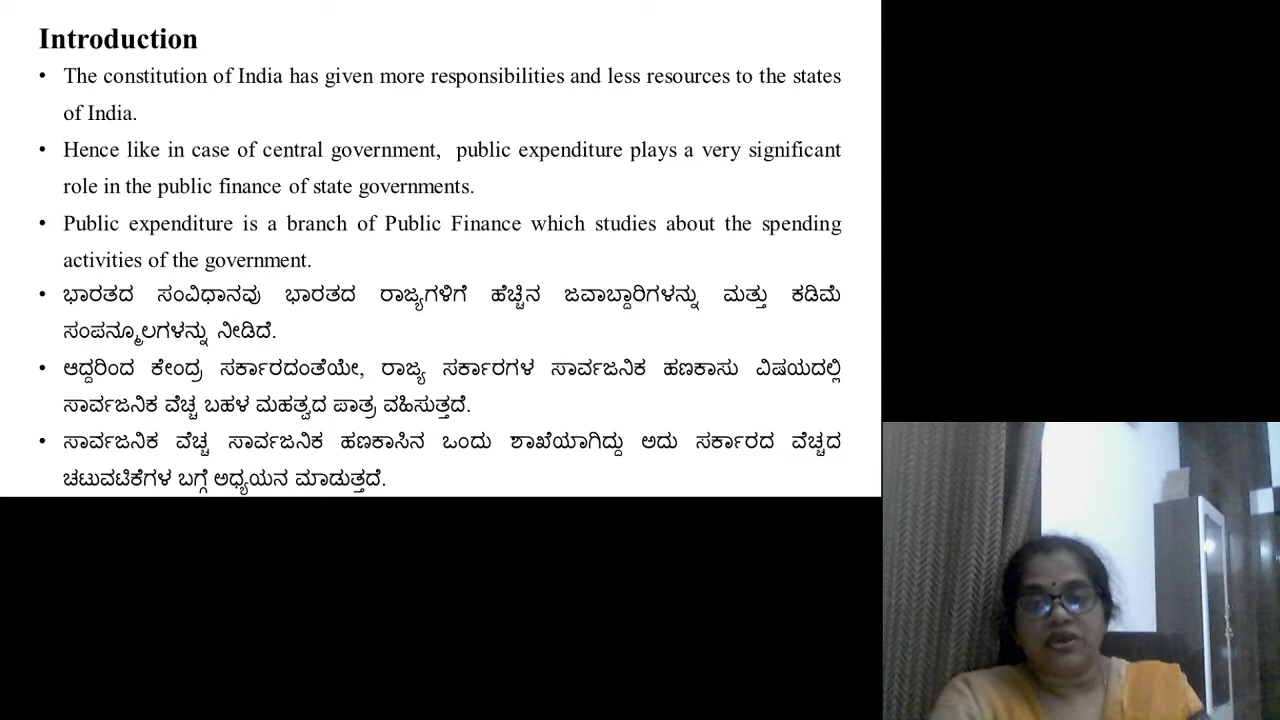 Introduction
• The constitution of India has given more responsibilities and less resources to the states
of India.
• Hence like in case of central government, public expenditure plays a very significant
role in the public finance of state governments.
• Public expenditure is a branch of Public Finance which studies about the spending
activities of the government.
• ಭಾರತದ ಸಂವಿಧಾನವು ಭಾರತದ ರಾಜ್ಯಗಳಿಗೆ ಹೆಚ್ಚಿನ ಜವಾಬ್ದಾರಿಗಳನ್ನು ಮತ್ತು ಕಡಿಮೆ
ಸಂಪನ್ಮೂಲಗಳನ್ನು ನೀಡಿದೆ.
• ಆದ್ದರಿಂದ ಕೇಂದ್ರ ಸರ್ಕಾರದಂತೆಯೇ, ರಾಜ್ಯ ಸರ್ಕಾರಗಳ ಸಾರ್ವಜನಿಕ ಹಣಕಾಸು ವಿಷಯದಲ್ಲಿ
ಸಾರ್ವಜನಿಕ ವೆಚ್ಚ ಬಹಳ ಮಹತ್ವದ ಪಾತ್ರ ವಹಿಸುತ್ತದೆ.
• ಸಾರ್ವಜನಿಕ ವೆಚ್ಚ ಸಾರ್ವಜನಿಕ ಹಣಕಾಸಿನ ಒಂದು ಶಾಖೆಯಾಗಿದ್ದು ಅದು ಸರ್ಕಾರದ ವೆಚ್ಚದ
ಚಟುವಟಿಕೆಗಳ ಬಗ್ಗೆ ಅಧ್ಯಯನ ಮಾಡುತ್ತದೆ.